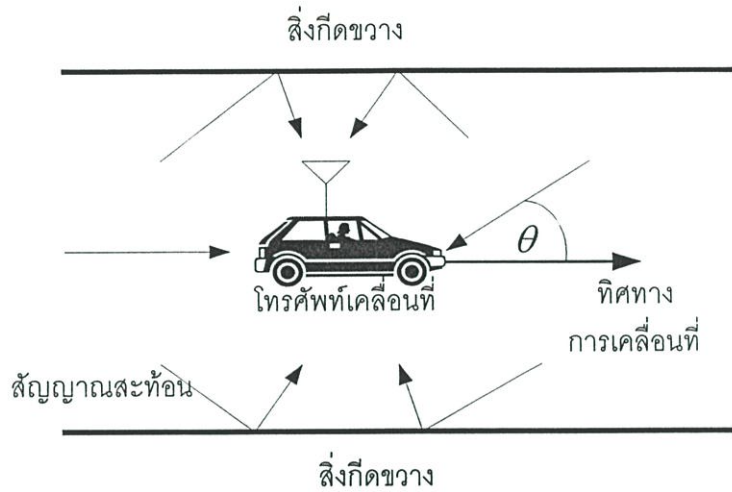 สิ่งกีดขวาง
θ
โทรศัพท์เคลื่อนที่
ทิศทาง
การเคลื่อนที่
สัญญาณสะท้อน
สิ่งกีดขวาง